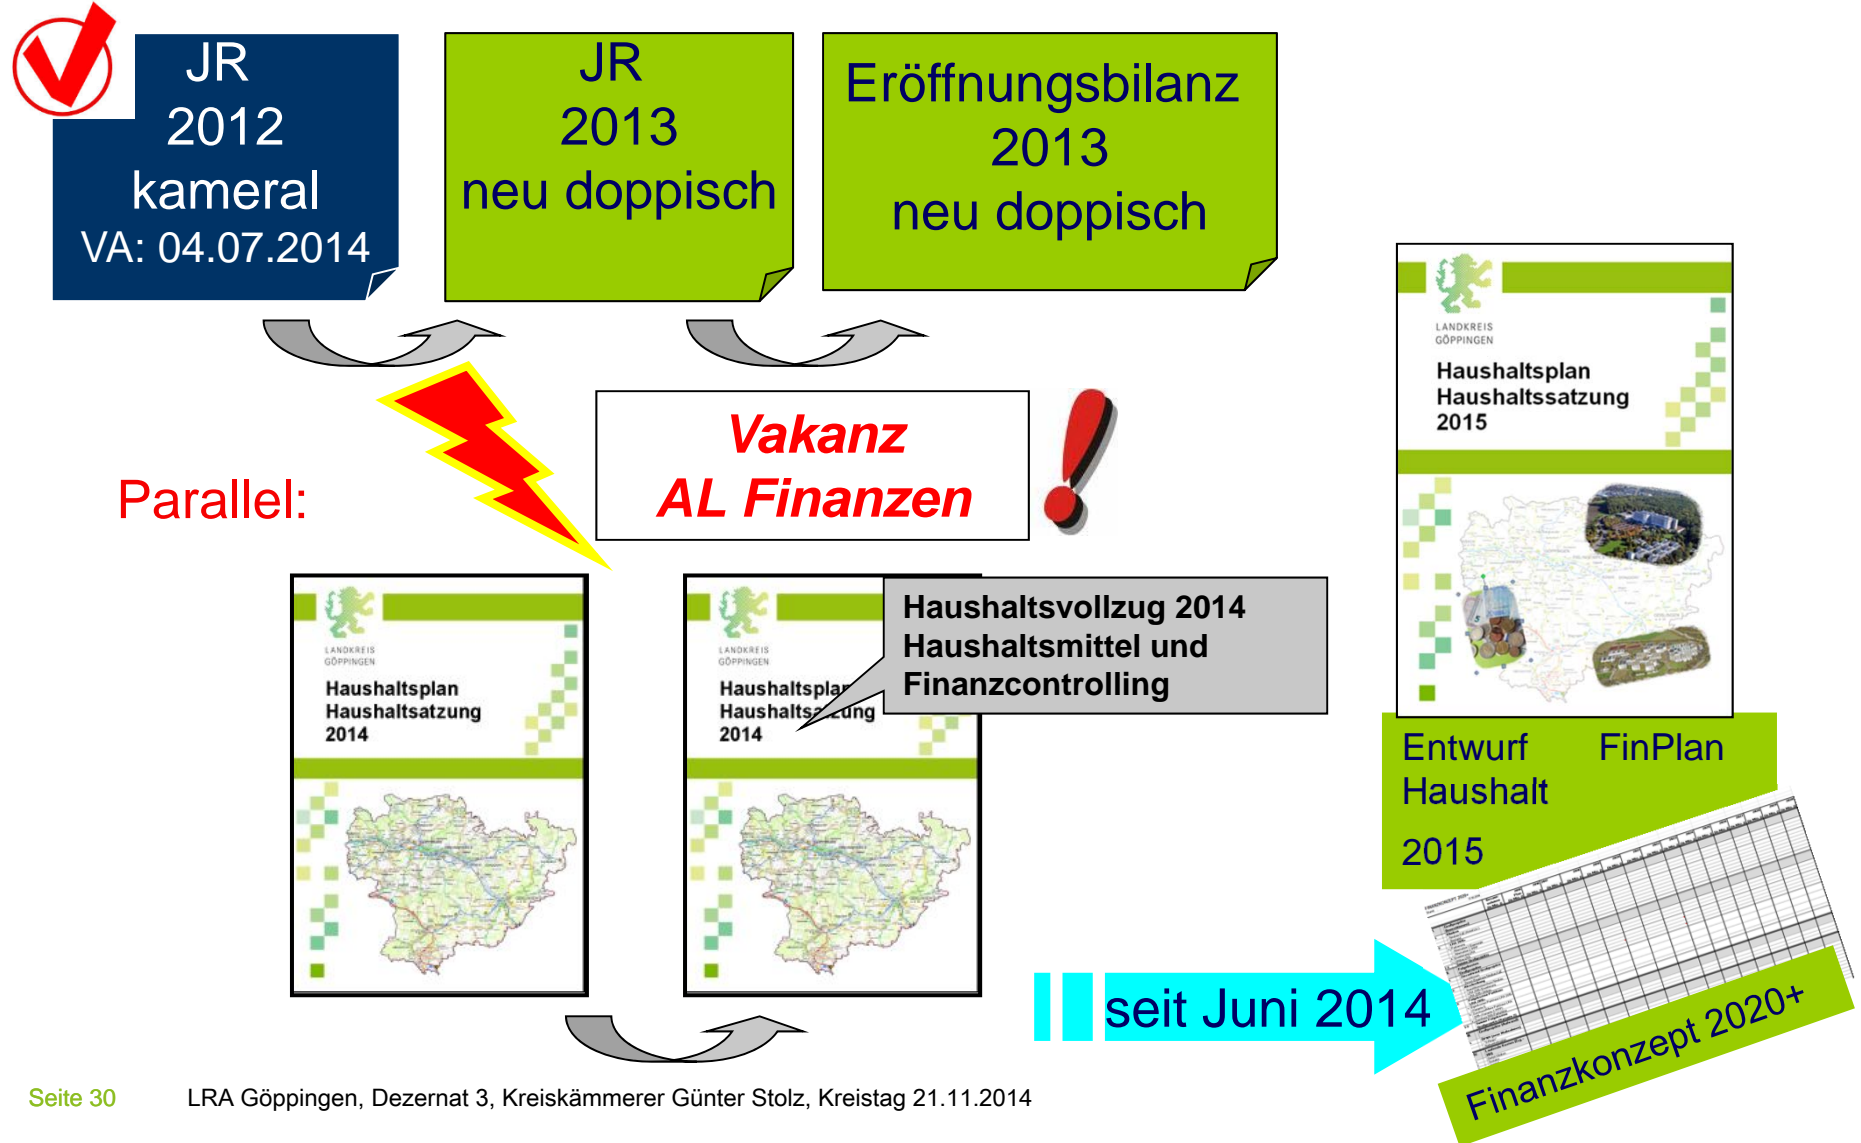 JR
2012
kameral
VA: 04.07.2014
JR
2013
neu doppisch
Eröffnungsbilanz
2013
neu doppisch
Parallel:
Vakanz
AL Finanzen
LANDKREIS
GÖPPINGEN
Haushaltsplan
Haushaltssatzung
2015
LANDKREIS
GÖPPINGEN
Haushaltsplan
Haushaltsatzung
2014
LANDKREIS
GÖPPINGEN
Haushaltsplan
Haushaltsatzung
2014
Haushaltsvollzug 2014
Haushaltsmittel und
Finanzcontrolling
Entwurf FinPlan
Haushalt
2015
seit Juni 2014
Finanzkonzept 2020+
Seite 30 LRA Göppingen, Dezernat 3, Kreiskämmerer Günter Stolz, Kreistag 21.11.2014